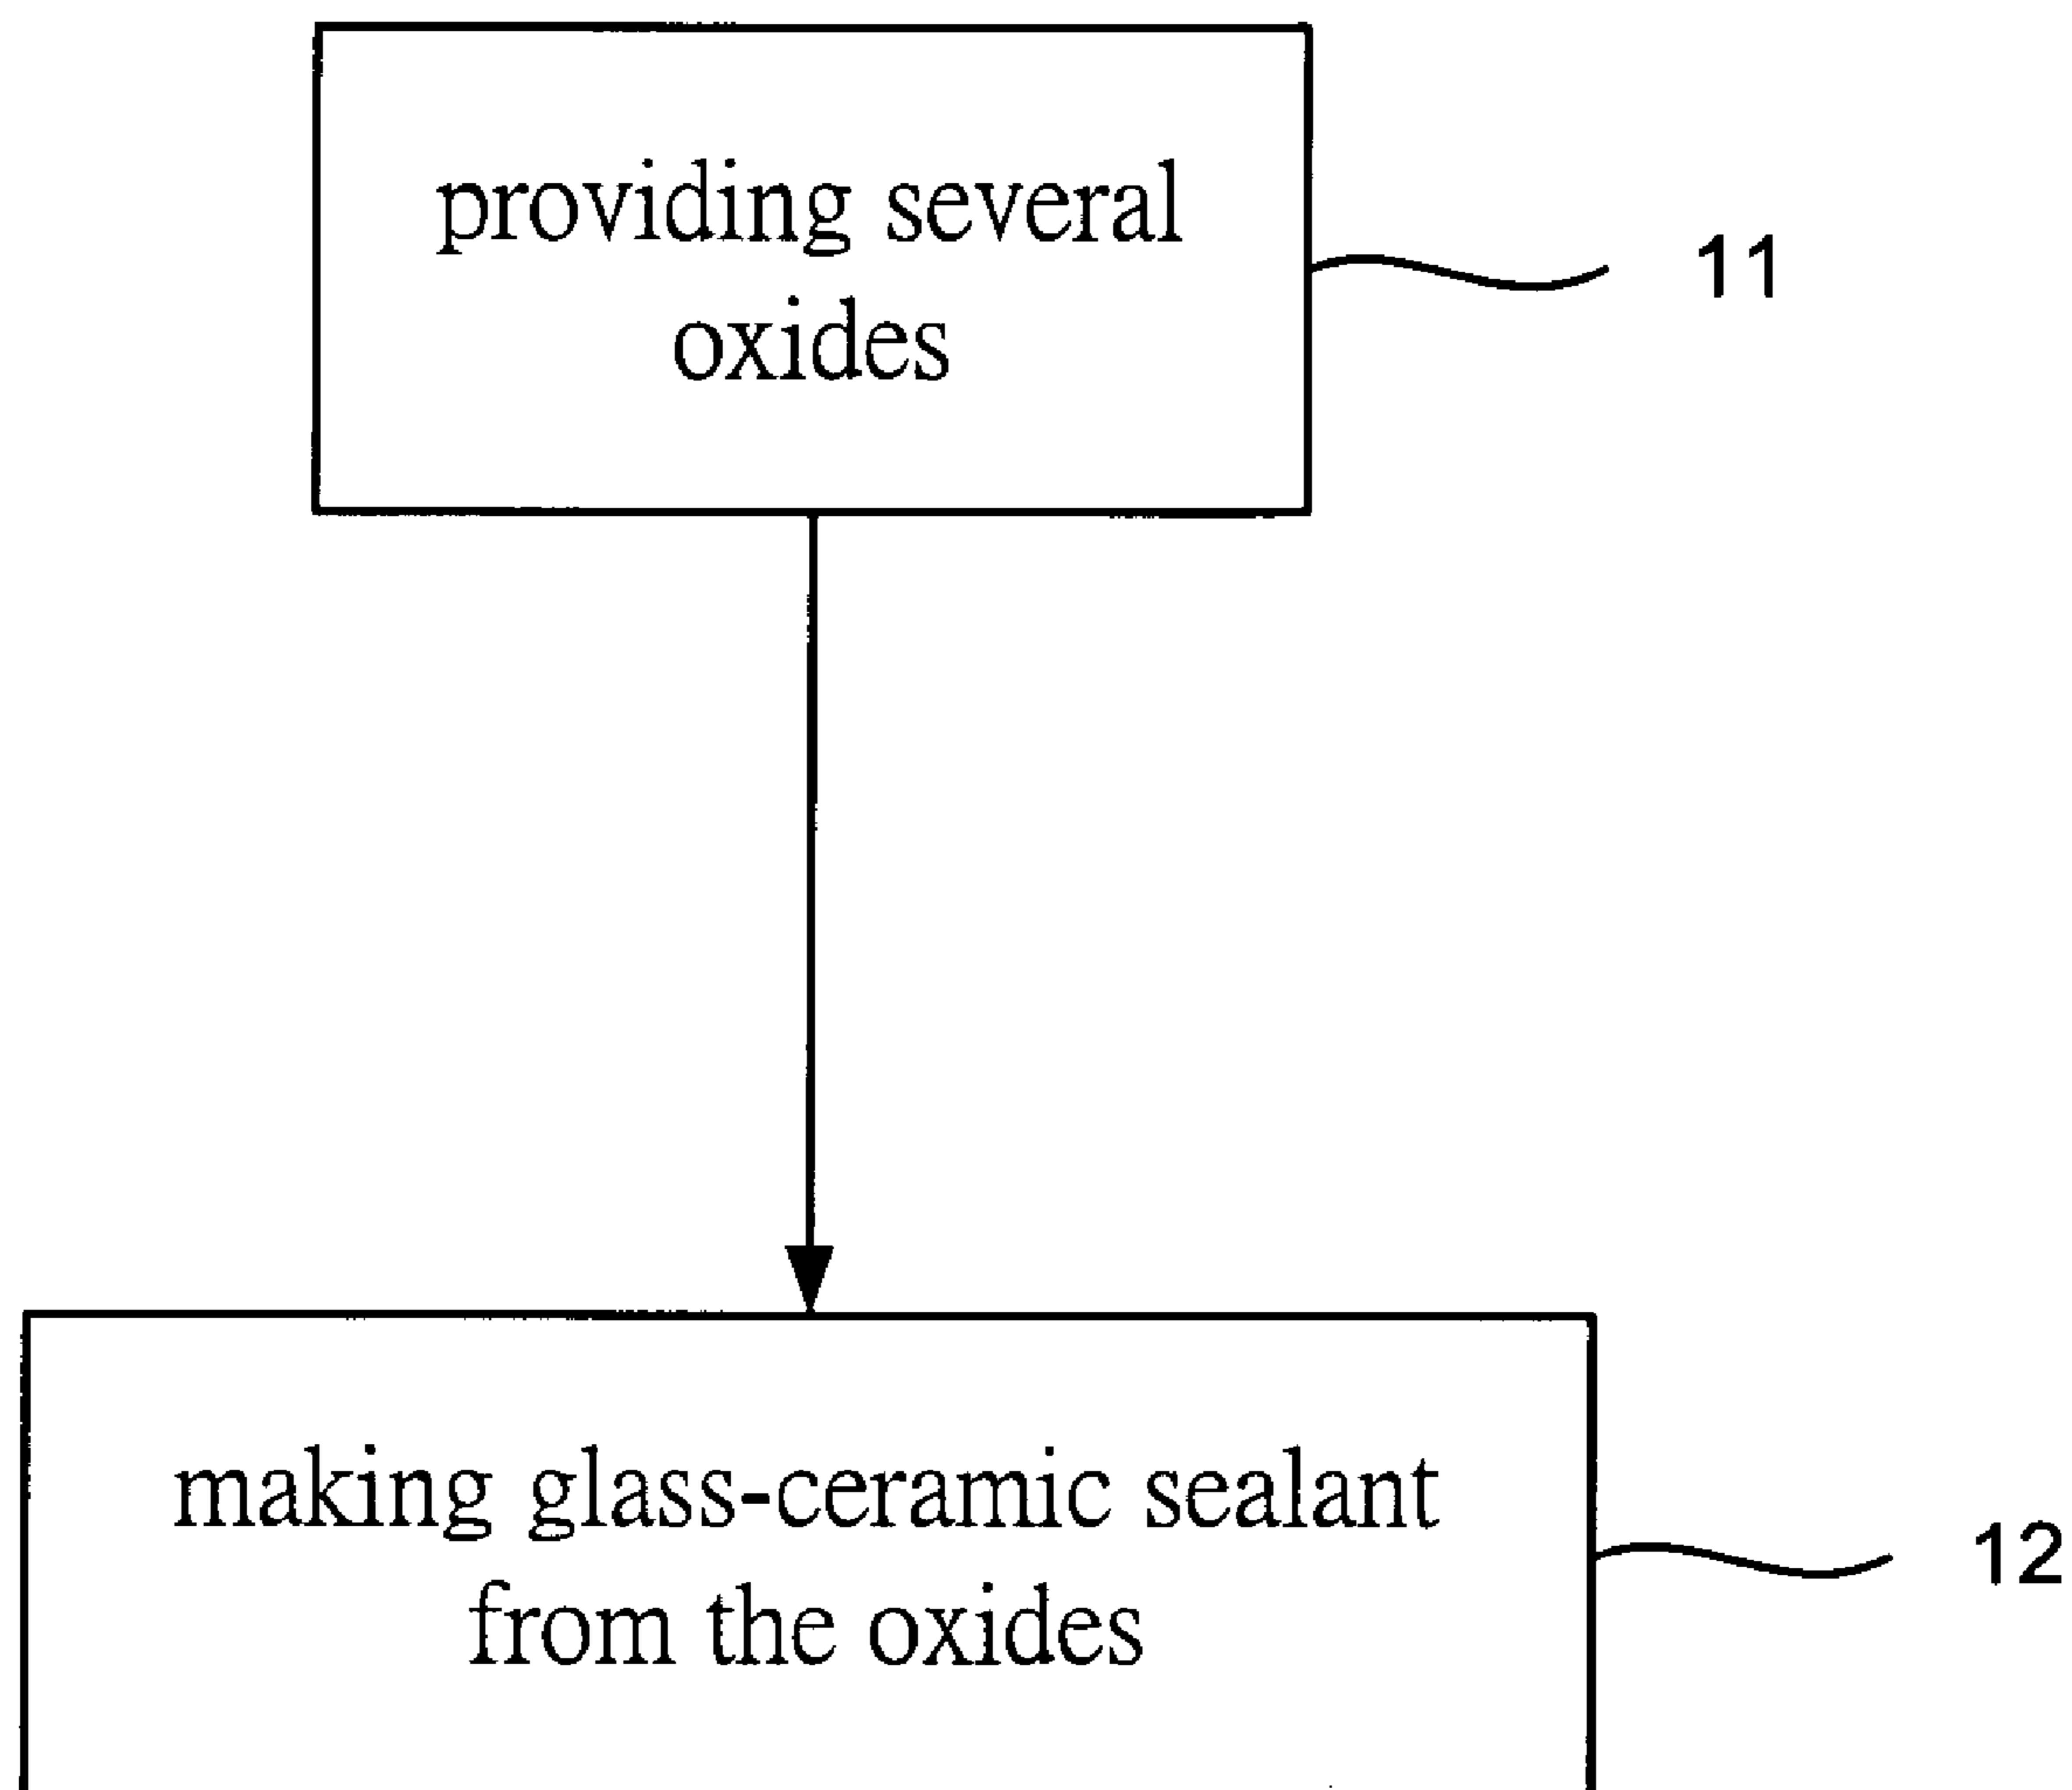 providing several
oxides
11
making glass-ceramic sealant
from the oxides
12